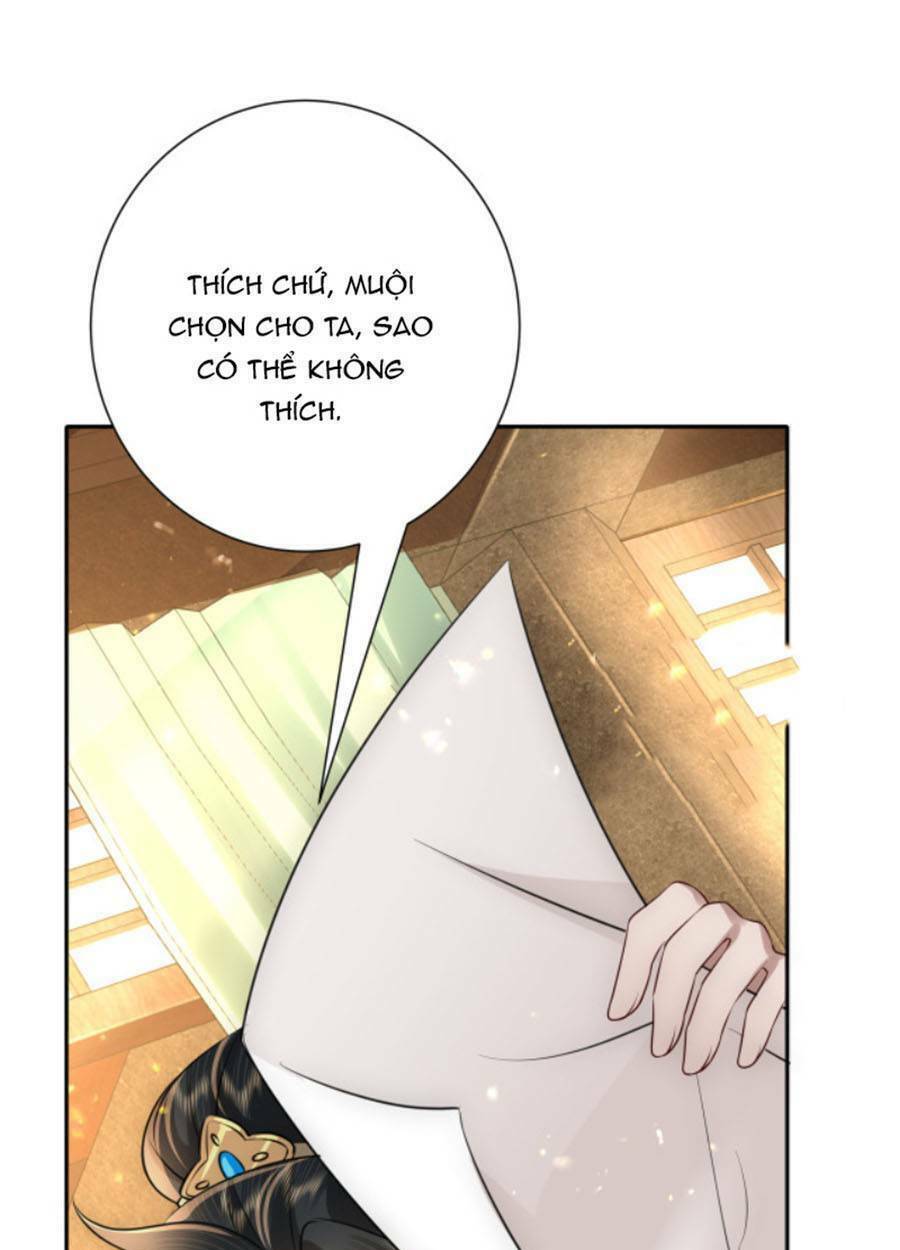 THÍCH CHỨ, MUỘI
CHỌN CHO TA, SAO
CÓ THỂ KHÔNG
THÍCH.